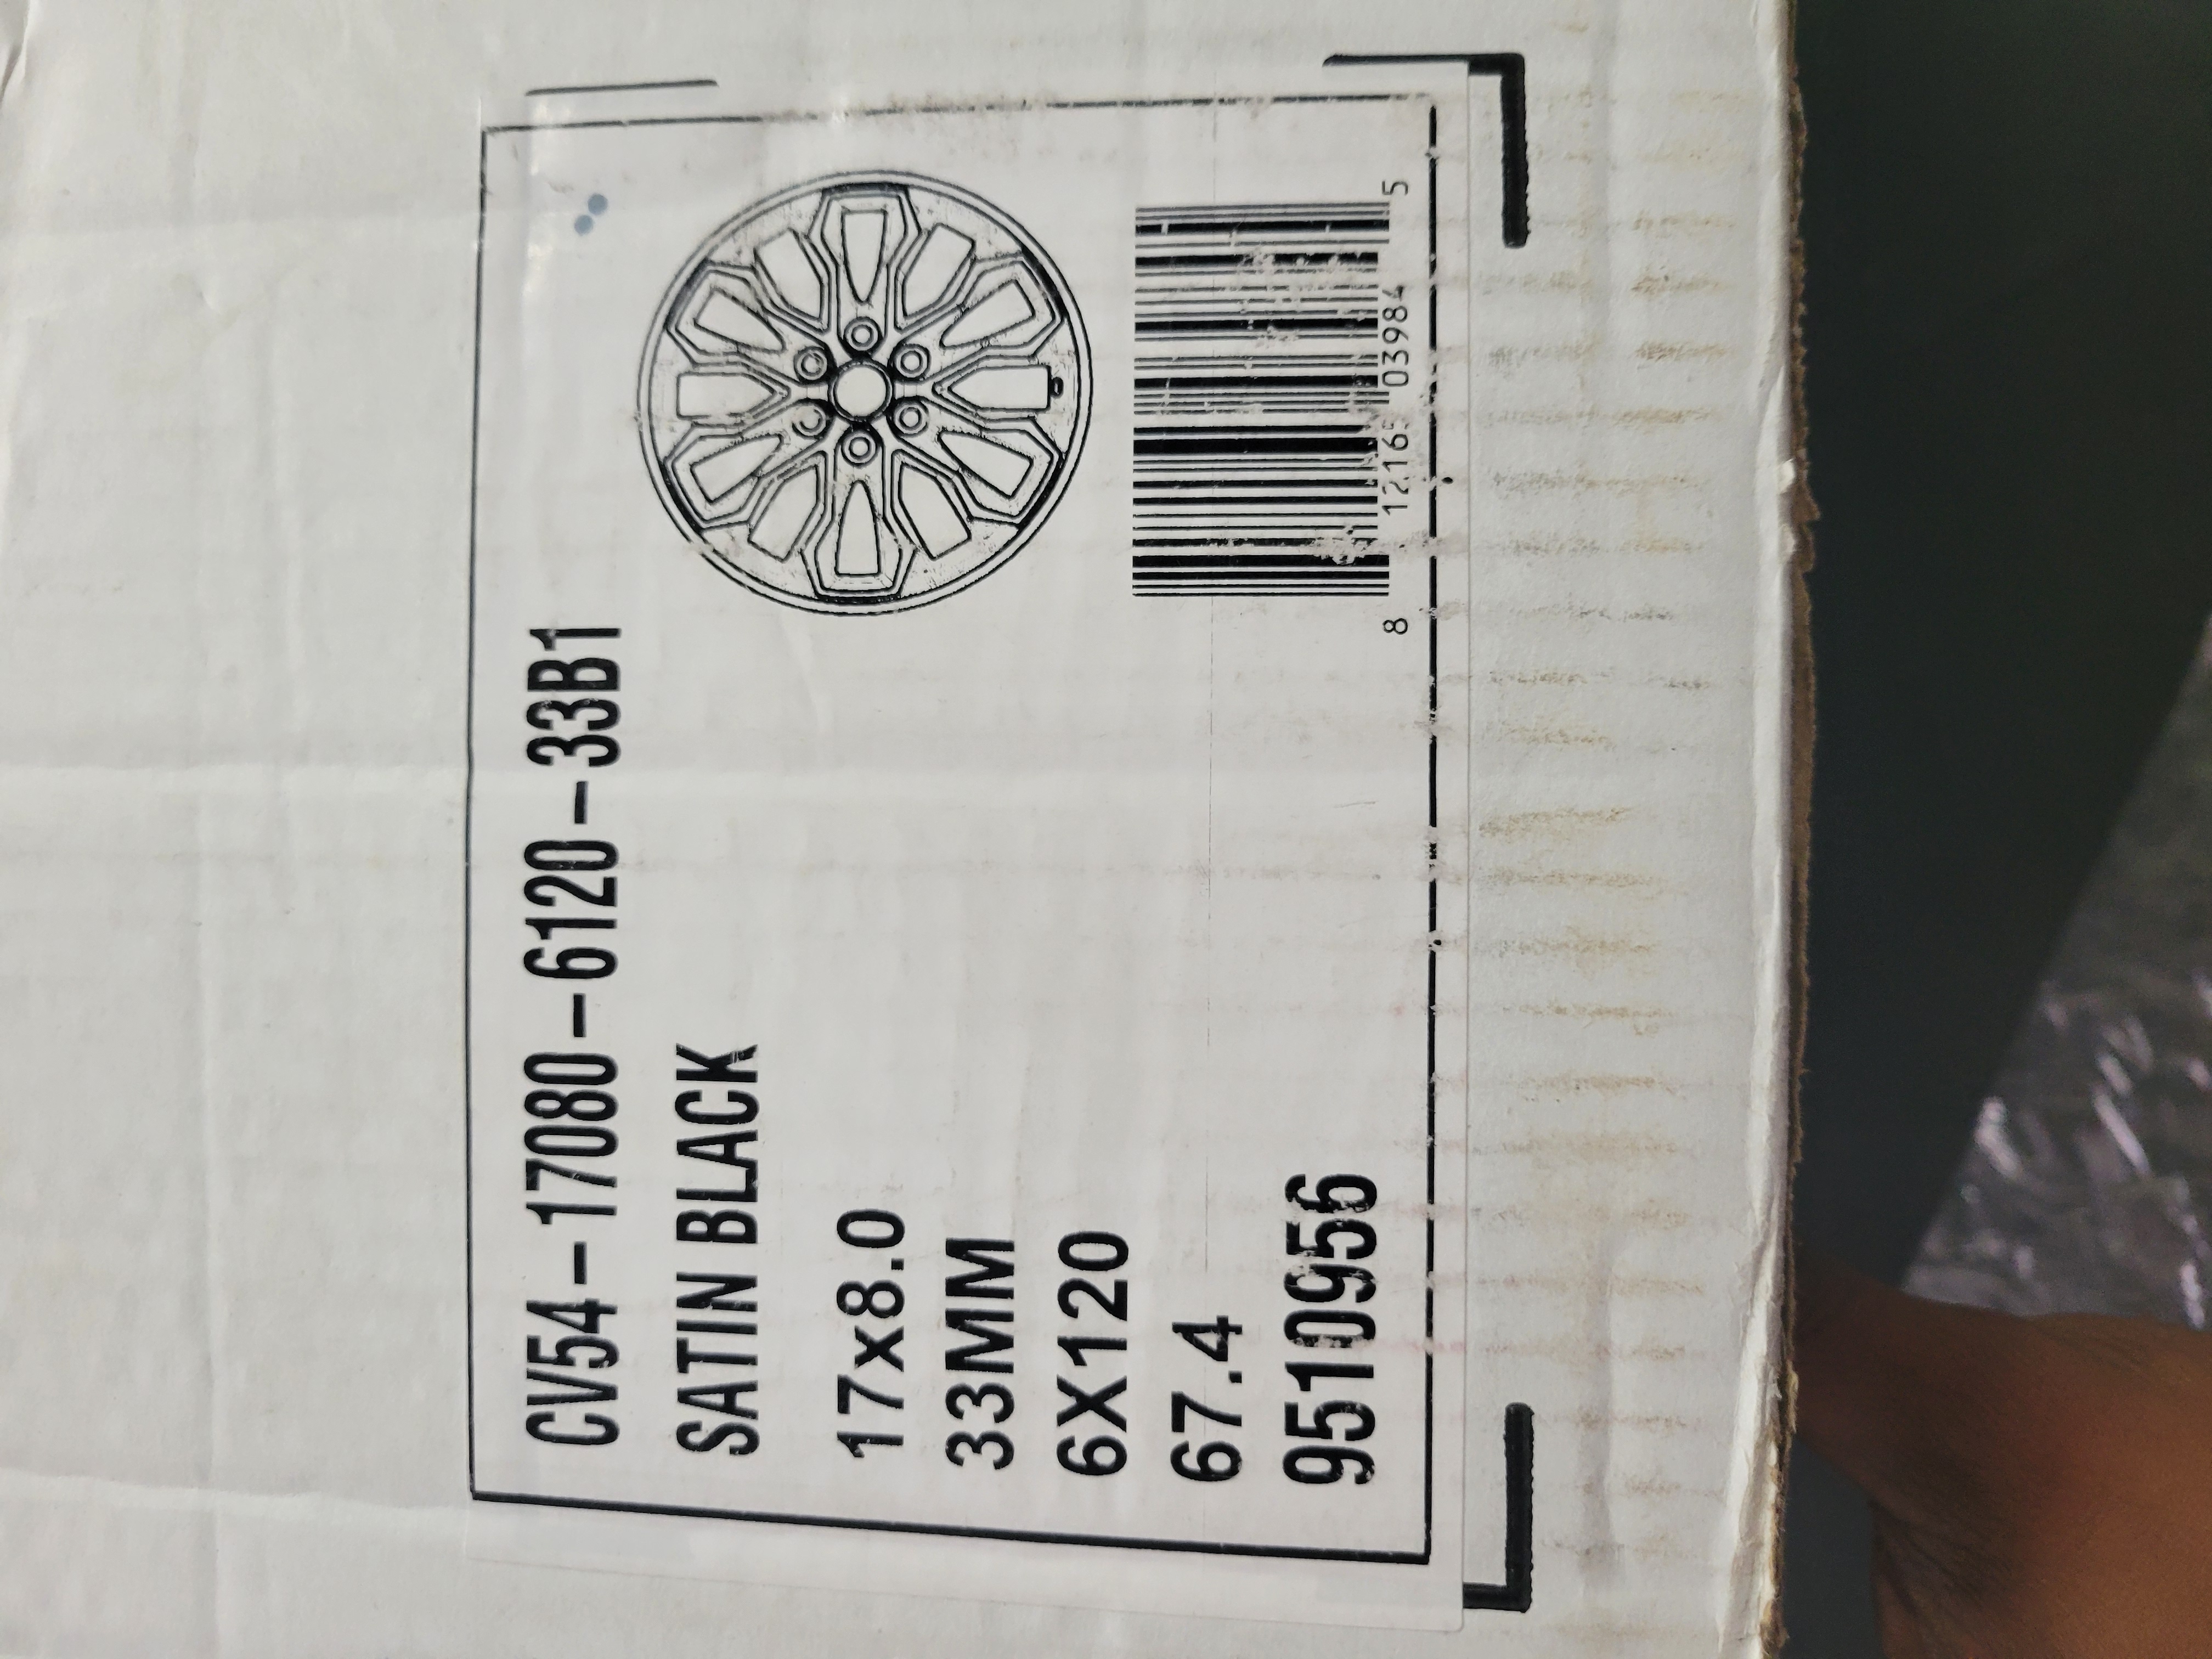 CV54-17080-6120-33B1
SATIN BLACK
17x8.0
33MM
6X120
67.4
9510956
8 12165 03984 5